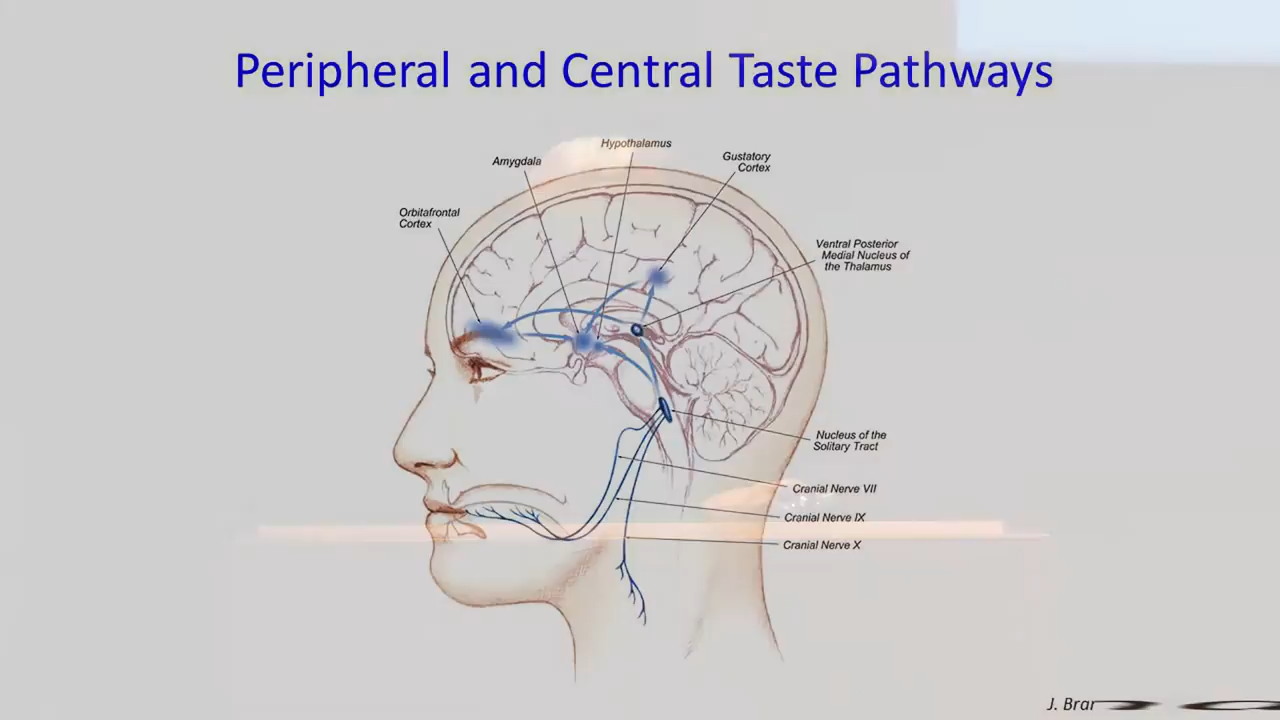 Peripheral and Central Taste Pathways
Hypothalamus
Amygdala
Gustatory
Cortex
Orbitafrontal
Cortex
Ventral Posterior
Medial Nucleus of
the Thalamus
Nucleus of the
Solitary Tract
Cranial Nerve VII
Cranial Nerve IX
Cranial Nerve X
J.